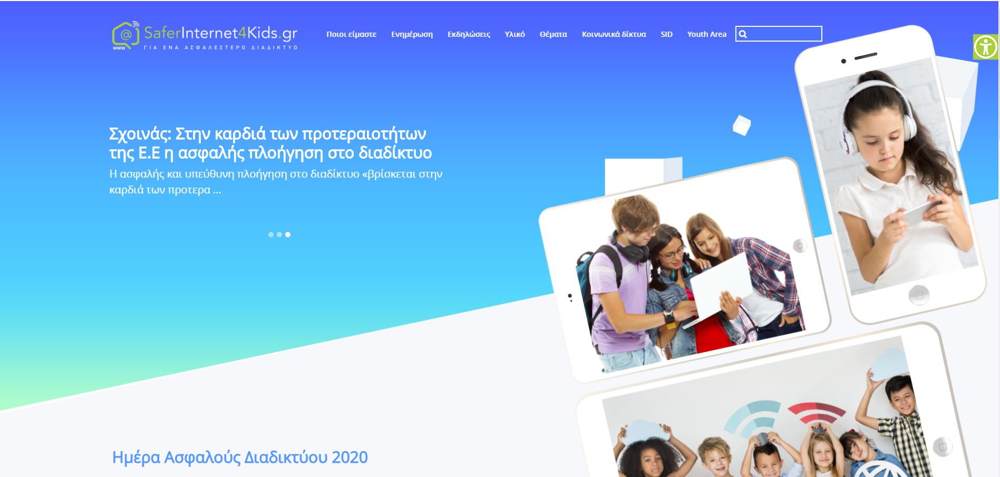 SaferInternet4Kids.gr
www ΓΙΑ ΕΝΑ ΑΣΦΑΛΕΣΤΕΡΟ ΔΙΑΔΙΚΤΥΟ
Ποιοι είμαστε Ενημέρωση Εκδηλώσεις Υλικό Θέματα Κοινωνικά δίκτυα SID Youth Area
Σχοινάς: Στην καρδιά των προτεραιοτήτων
της Ε.Ε η ασφαλής πλοήγηση στο διαδίκτυο
Η ασφαλής και υπεύθυνη πλοήγηση στο διαδίκτυο «βρίσκεται στην
καρδιά των προτερα ...
Ημέρα Ασφαλούς Διαδικτύου 2020